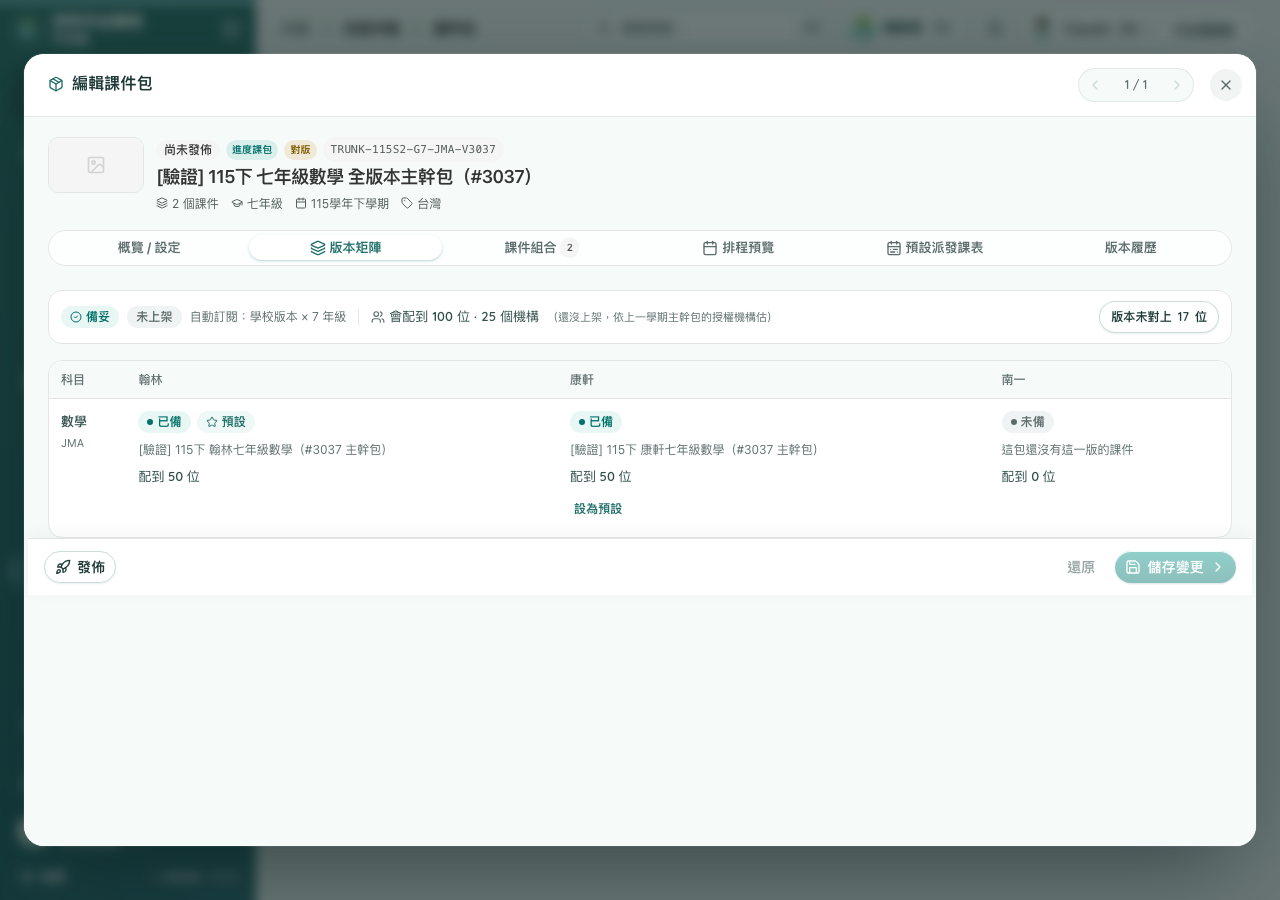 編輯課件包
1 / 1
尚未發佈 進度課包 對版 TRUNK-115S2-G7-JMA-V3037
[驗證] 115下 七年級數學 全版本主幹包（#3037）
2 個課件 七年級 115學年下學期 台灣
概覽 / 設定 版本矩陣 課件組合 2 排程預覽 預設派發課表 版本履歷
備妥 未上架 自動訂閱：學校版本 × 7 年級 會配到 100 位 · 25 個機構 （還沒上架，依上一學期主幹包的授權機構估） 版本未對上 17 位
科目 翰林 康軒 南一
數學 已備 預設 已備 未備
JMA [驗證] 115下 翰林七年級數學（#3037 主幹包） [驗證] 115下 康軒七年級數學（#3037 主幹包） 這包還沒有這一版的課件
配到 50 位 配到 50 位 配到 0 位
設為預設
發佈 還原 儲存變更